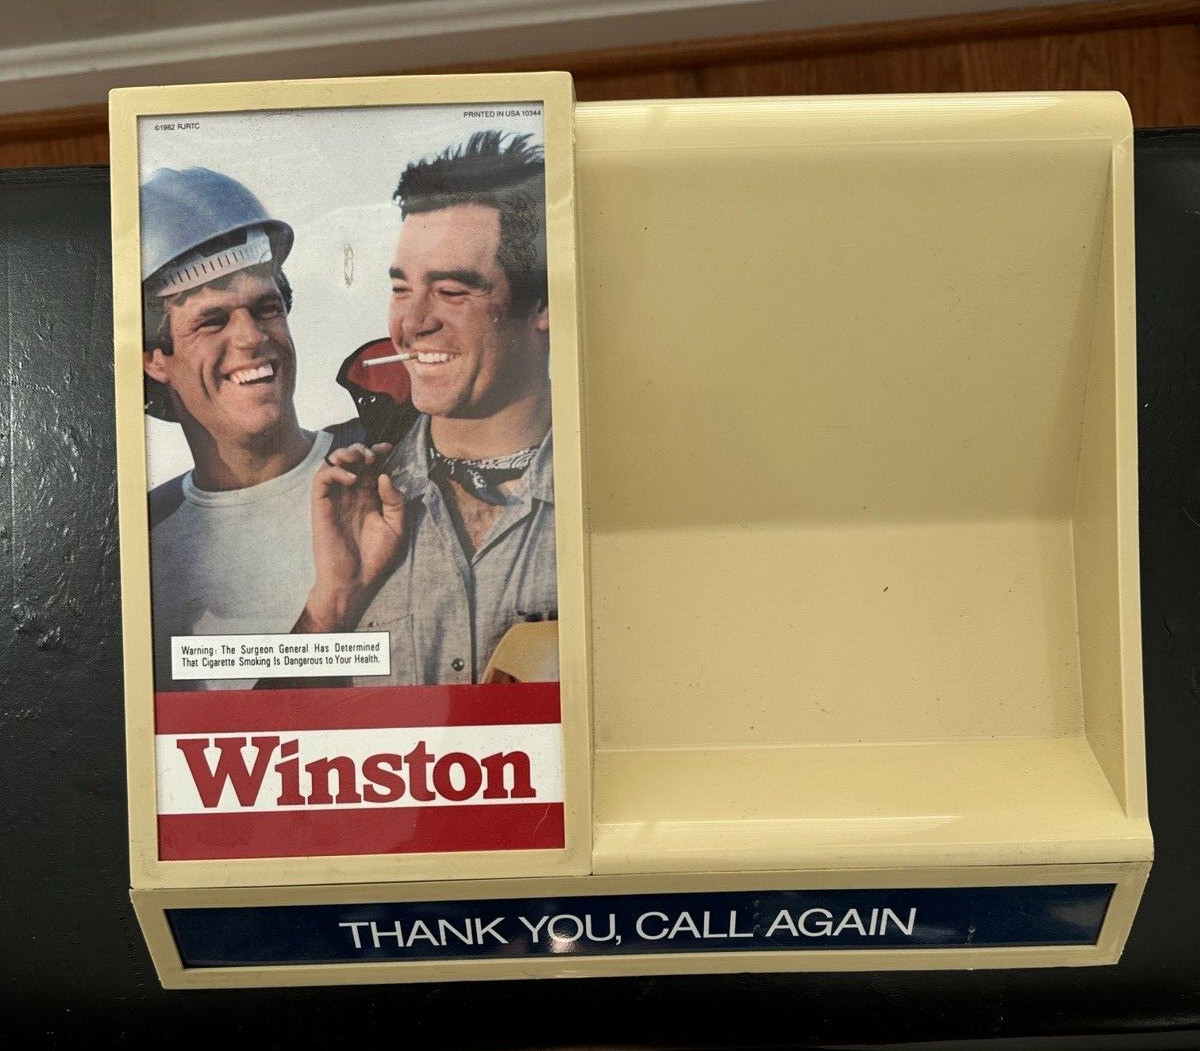 ©1982 RJRTC
PRINTED IN USA 10344
Warning: The Surgeon General Has Determined
That Cigarette Smoking Is Dangerous to Your Health.
Winston
THANK YOU, CALL AGAIN